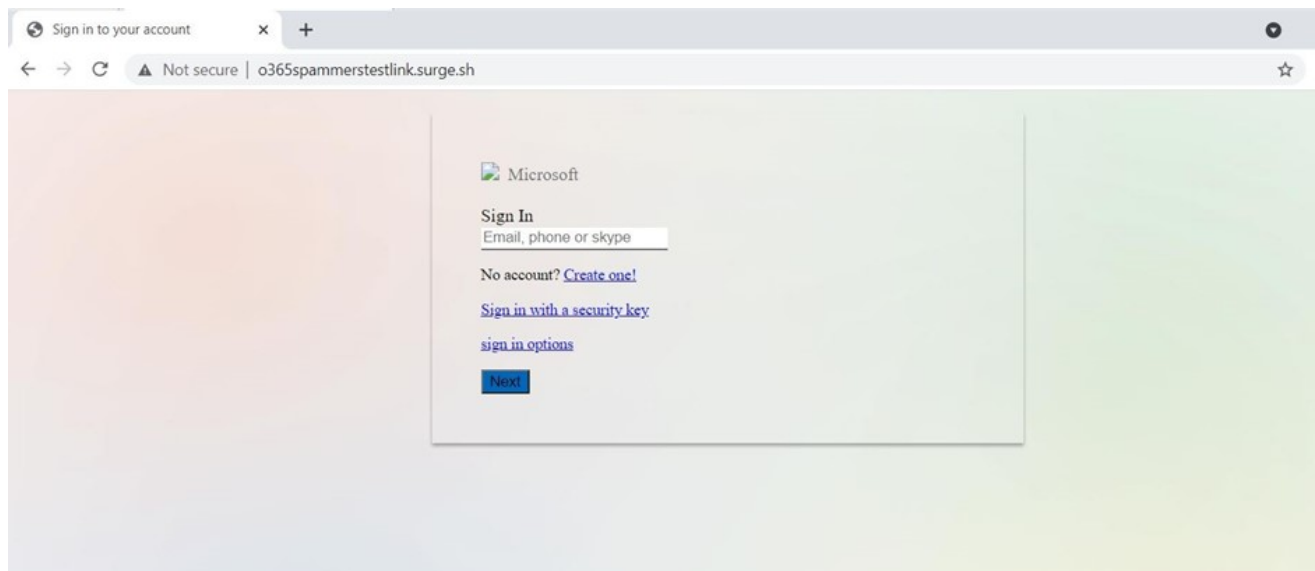 Sign in to your account
Not secure | o365spammerstestlink.surge.sh
Microsoft
Sign In
Email, phone or skype
No account? Create one!
Sign in with a security key
sign in options
Next